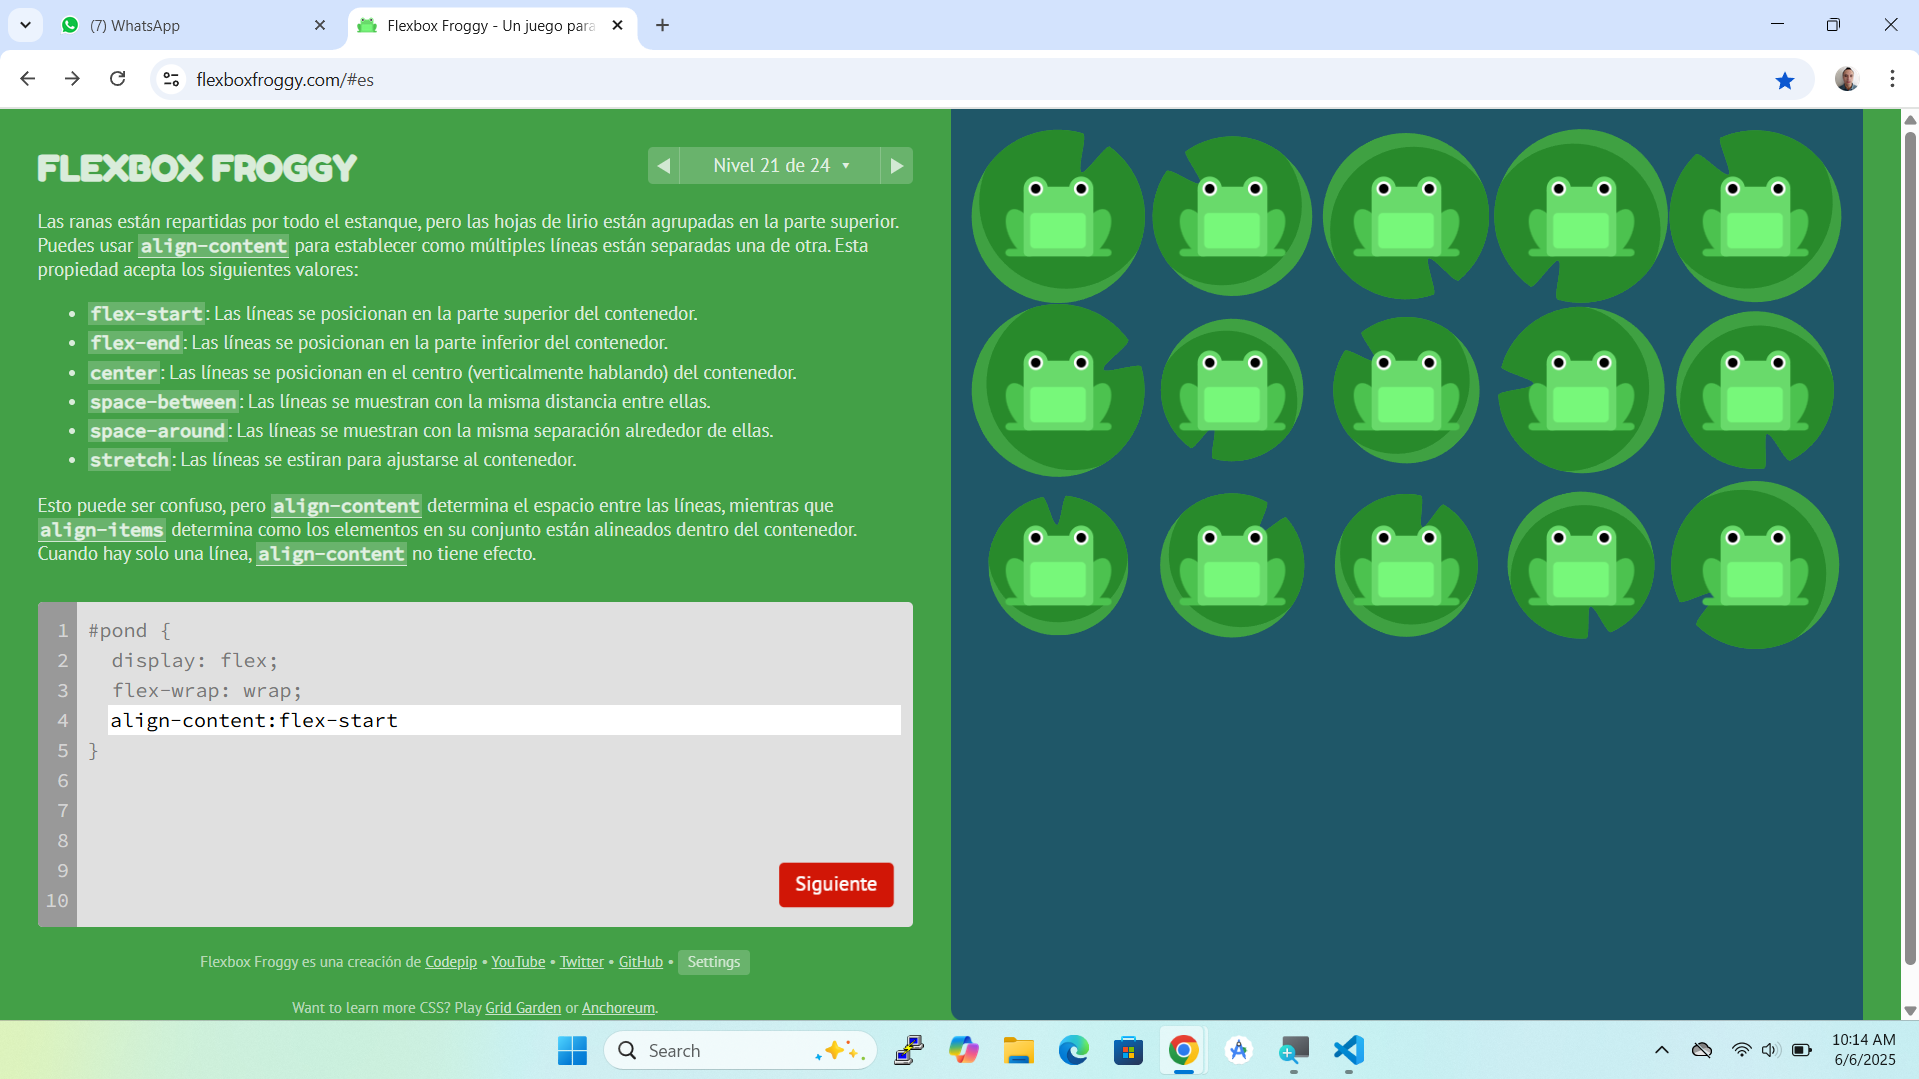 (7) WhatsApp
Flexbox Froggy - Un juego para
flexboxfroggy.com/#es
FLEXBOX FROGGY
Nivel 21 de 24
Las ranas están repartidas por todo el estanque, pero las hojas de lirio están agrupadas en la parte superior.
Puedes usar align-content para establecer como múltiples líneas están separadas una de otra. Esta
propiedad acepta los siguientes valores:
• flex-start: Las líneas se posicionan en la parte superior del contenedor.
• flex-end: Las líneas se posicionan en la parte inferior del contenedor.
• center: Las líneas se posicionan en el centro (verticalmente hablando) del contenedor.
• space-between: Las líneas se muestran con la misma distancia entre ellas.
• space-around: Las líneas se muestran con la misma separación alrededor de ellas.
• stretch: Las líneas se estiran para ajustarse al contenedor.
Esto puede ser confuso, pero align-content determina el espacio entre las líneas, mientras que
align-items determina como los elementos en su conjunto están alineados dentro del contenedor.
Cuando hay solo una línea, align-content no tiene efecto.
1 #pond {
2 display: flex;
3 flex-wrap: wrap;
4 align-content:flex-start
5 }
6
7
8
9
10
Siguiente
Flexbox Froggy es una creación de Codepip • YouTube • Twitter • GitHub • Settings
Want to learn more CSS? Play Grid Garden or Anchoreum.
Search
10:14 AM
6/6/2025